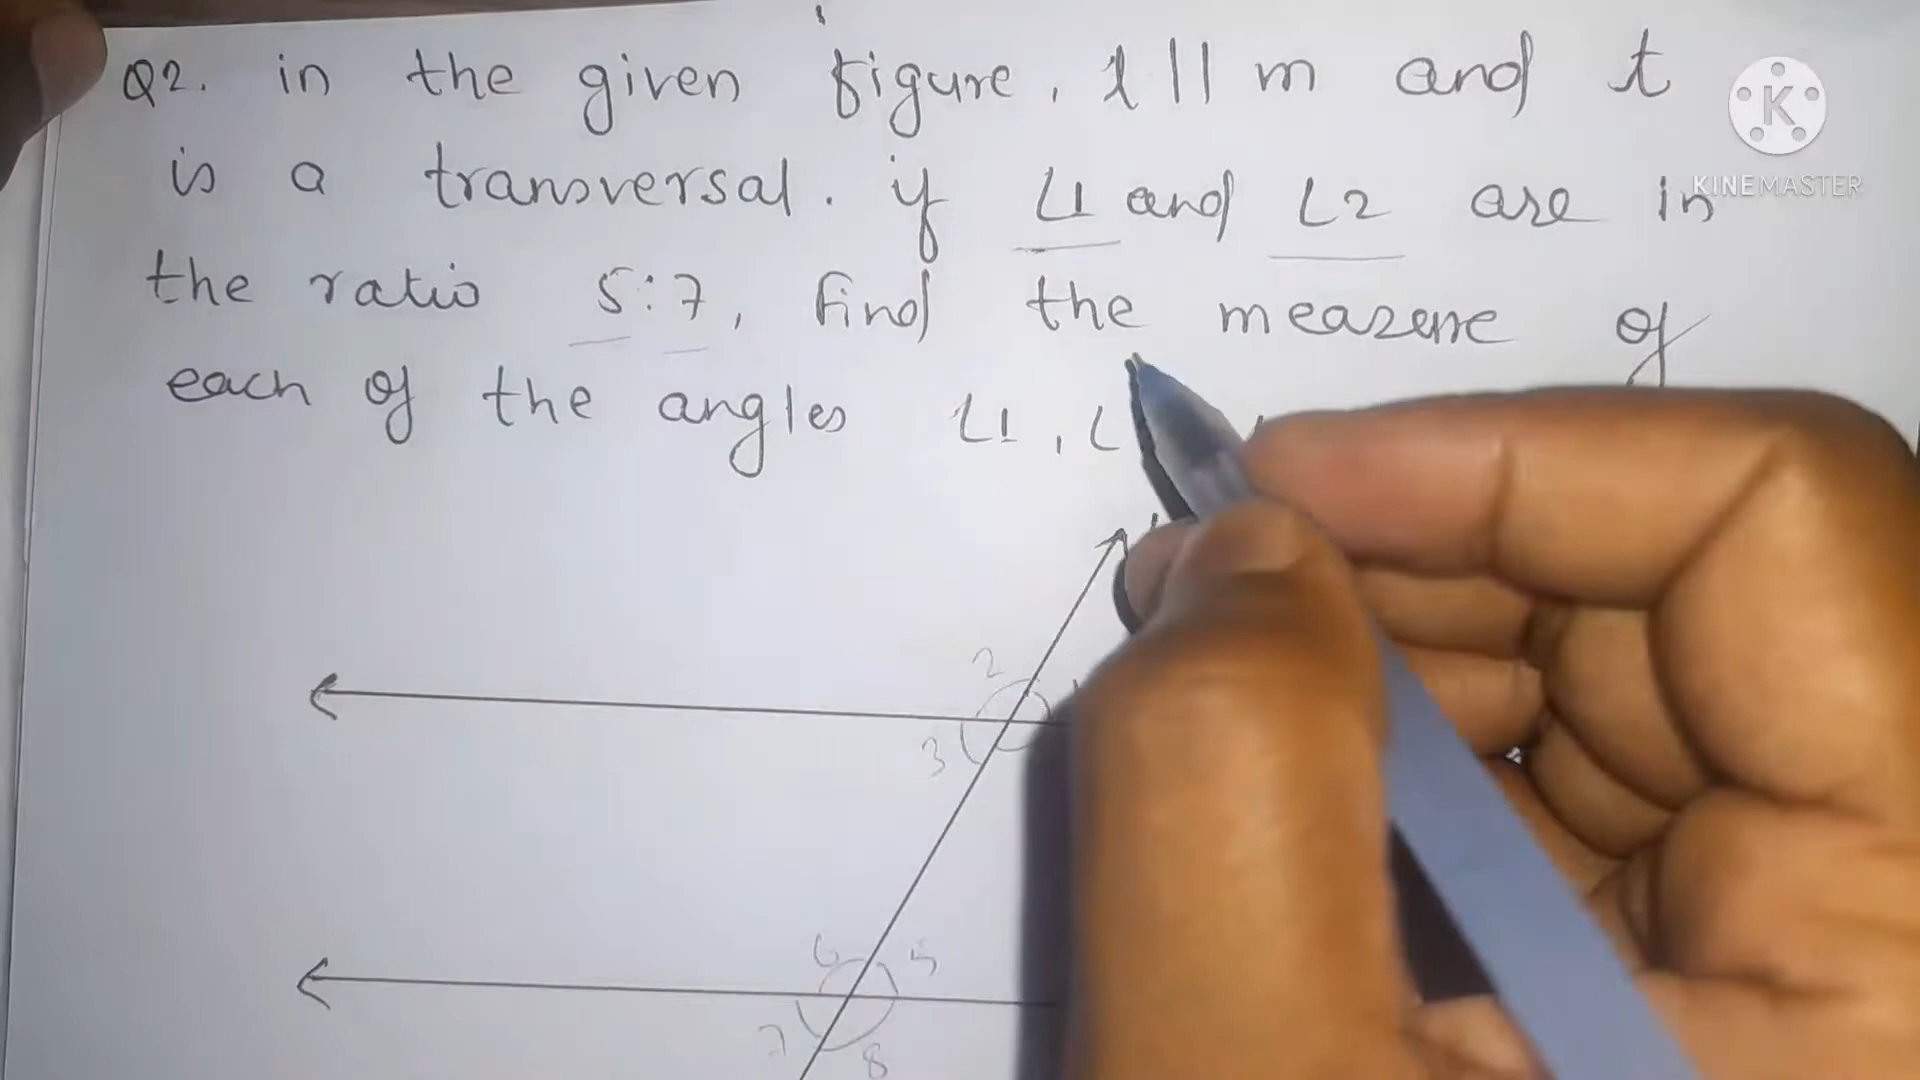 Q2. in the given figure, l || m and t
is a transversal. if ∠1 and ∠2 are in
the ratio 5:7, find the measure of
each of the angles ∠1, ∠
2
3
6 5
7 8
K
KINEMASTER